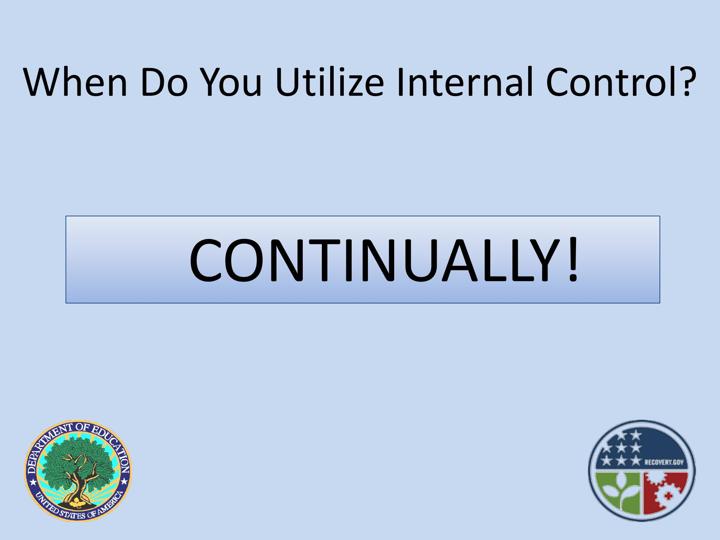 When Do You Utilize Internal Control?
CONTINUALLY!
DEPARTMENT OF EDUCATION
UNITED STATES OF AMERICA
RECOVERY.GOV